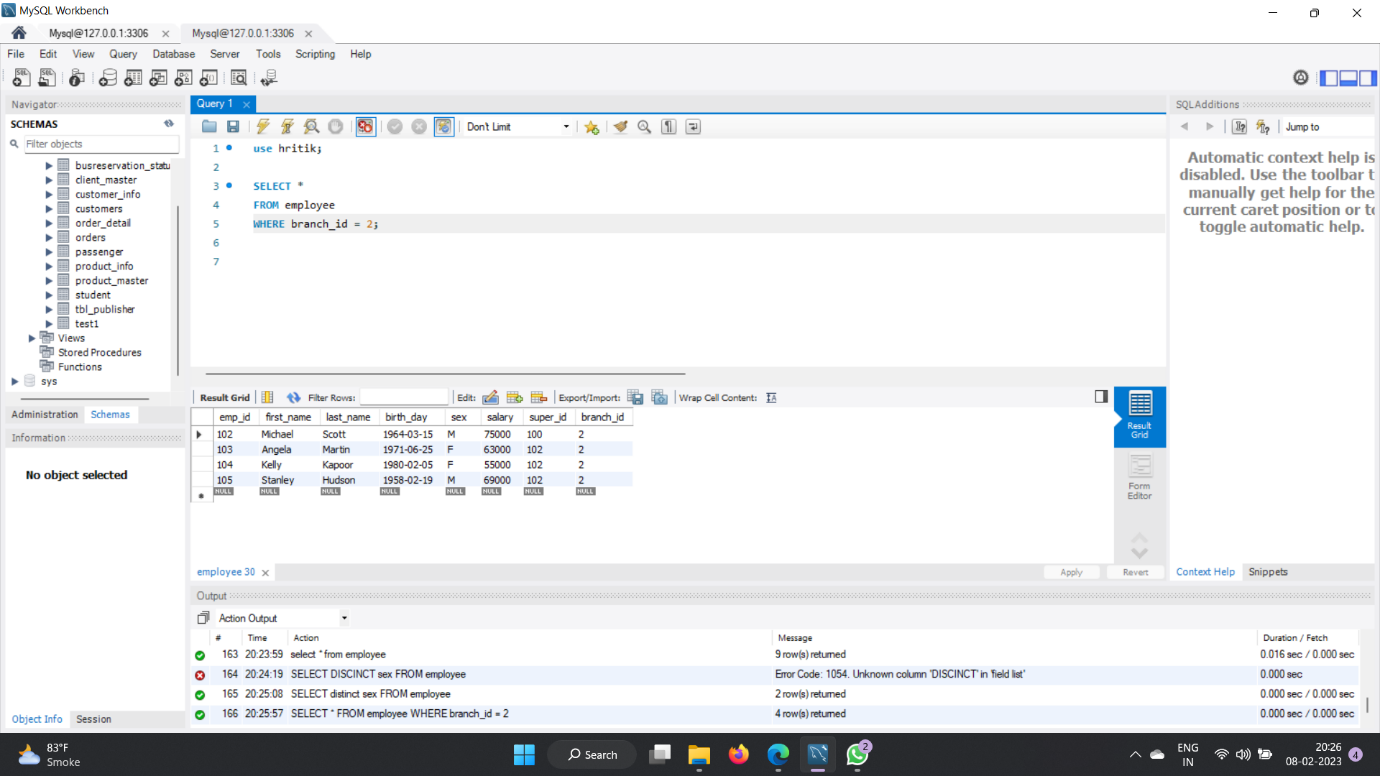 MySQL Workbench
Mysql@127.0.0.1:3306 × Mysql@127.0.0.1:3306 ×
File Edit View Query Database Server Tools Scripting Help
Navigator
SCHEMAS
Filter objects
busreservation_statu
client_master
customer_info
customers
order_detail
orders
passenger
product_info
product_master
student
tbl_publisher
test1
Views
Stored Procedures
Functions
sys
Administration Schemas
Information
No object selected
Object Info Session
Query 1 ×
Don't Limit
1 use hritik;
2
3 SELECT *
4 FROM employee
5 WHERE branch_id = 2;
6
7
Result Grid Filter Rows: Edit: Export/Import: Wrap Cell Content:
emp_id first_name last_name birth_day sex salary super_id branch_id
102 Michael Scott 1964-03-15 M 75000 100 2
103 Angela Martin 1971-06-25 F 63000 102 2
104 Kelly Kapoor 1980-02-05 F 55000 102 2
105 Stanley Hudson 1958-02-19 M 69000 102 2
NULL NULL NULL NULL NULL NULL NULL NULL
Result
Grid
Form
Editor
employee 30 × Apply Revert
SQLAdditions
Jump to
Automatic context help is
disabled. Use the toolbar t
manually get help for the
current caret position or to
toggle automatic help.
Context Help Snippets
Output
Action Output
# Time Action Message Duration / Fetch
163 20:23:59 select * from employee 9 row(s) returned 0.016 sec / 0.000 sec
164 20:24:19 SELECT DISCINCT sex FROM employee Error Code: 1054. Unknown column 'DISCINCT' in 'field list' 0.000 sec
165 20:25:08 SELECT distinct sex FROM employee 2 row(s) returned 0.000 sec / 0.000 sec
166 20:25:57 SELECT * FROM employee WHERE branch_id = 2 4 row(s) returned 0.000 sec / 0.000 sec
83°F
Smoke
Search
2
ENG
IN
20:26
08-02-2023
4